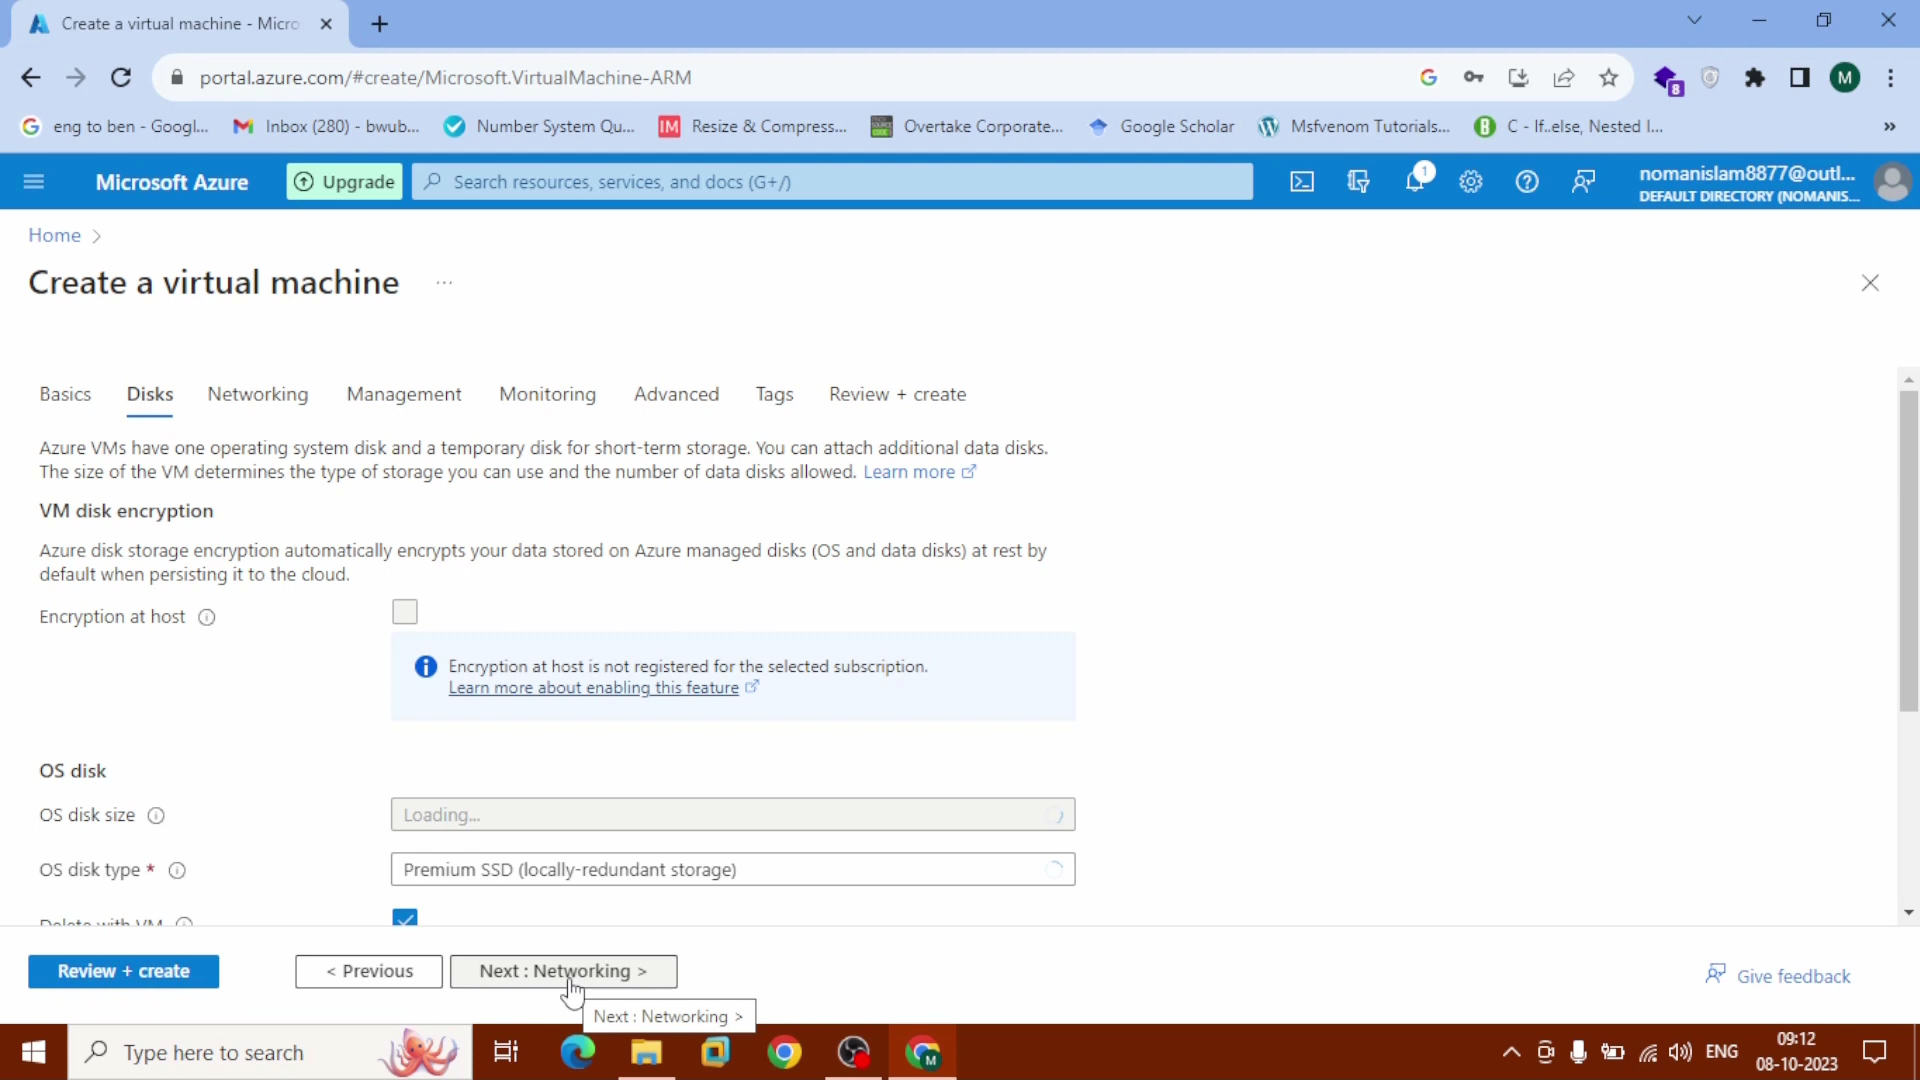 Create a virtual machine - Micro
portal.azure.com/#create/Microsoft.VirtualMachine-ARM
8
M
eng to ben - Googl...
Inbox (280) - bwub...
Number System Qu...
IM
Resize & Compress...
Overtake Corporate...
Google Scholar
Msfvenom Tutorials...
C - If..else, Nested I...
Microsoft Azure
Upgrade
Search resources, services, and docs (G+/)
1
nomanislam8877@outl...
DEFAULT DIRECTORY (NOMANIS...
Home
Create a virtual machine
Basics
Disks
Networking
Management
Monitoring
Advanced
Tags
Review + create
Azure VMs have one operating system disk and a temporary disk for short-term storage. You can attach additional data disks.
The size of the VM determines the type of storage you can use and the number of data disks allowed. Learn more
VM disk encryption
Azure disk storage encryption automatically encrypts your data stored on Azure managed disks (OS and data disks) at rest by
default when persisting it to the cloud.
Encryption at host
Encryption at host is not registered for the selected subscription.
Learn more about enabling this feature
OS disk
OS disk size
Loading...
OS disk type *
Premium SSD (locally-redundant storage)
Delete with VM
Review + create
< Previous
Next : Networking >
Give feedback
Next : Networking >
Type here to search
M
ENG
09:12
08-10-2023